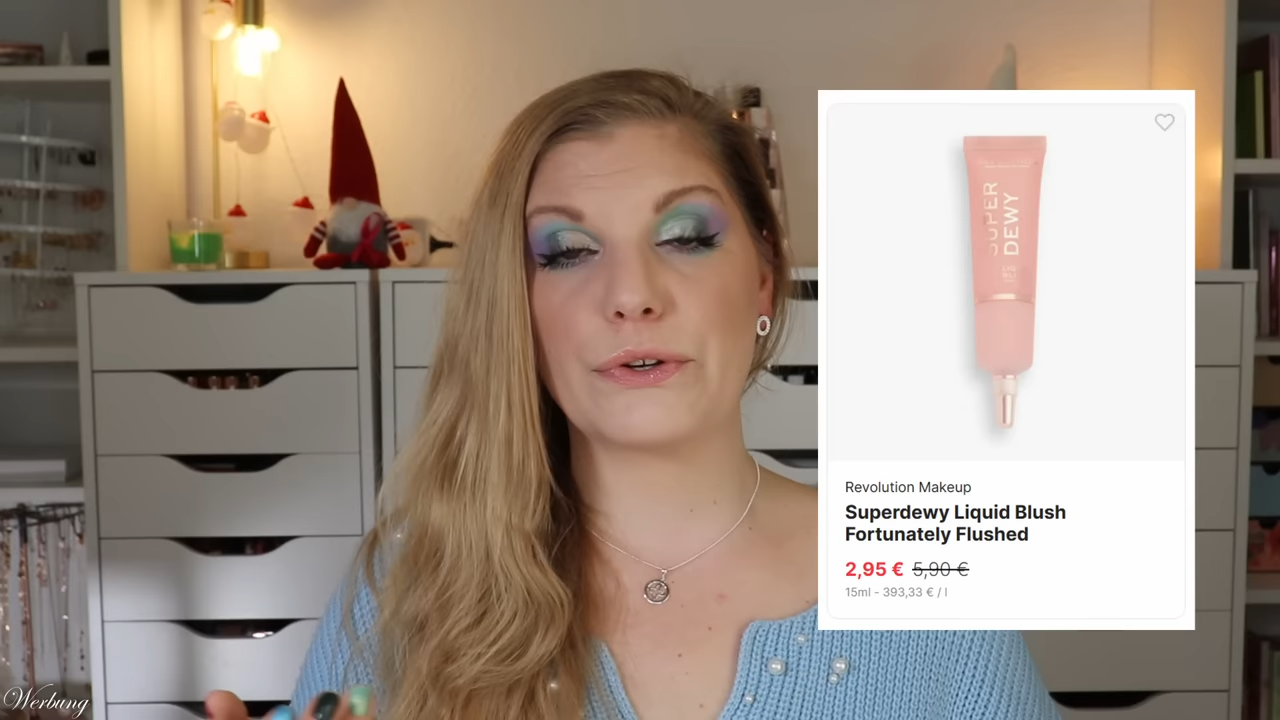 SUPER
DEWY
Revolution Makeup
Superdewy Liquid Blush
Fortunately Flushed
2,95 € 5,90 €
15ml - 393,33 € / l
Werbung